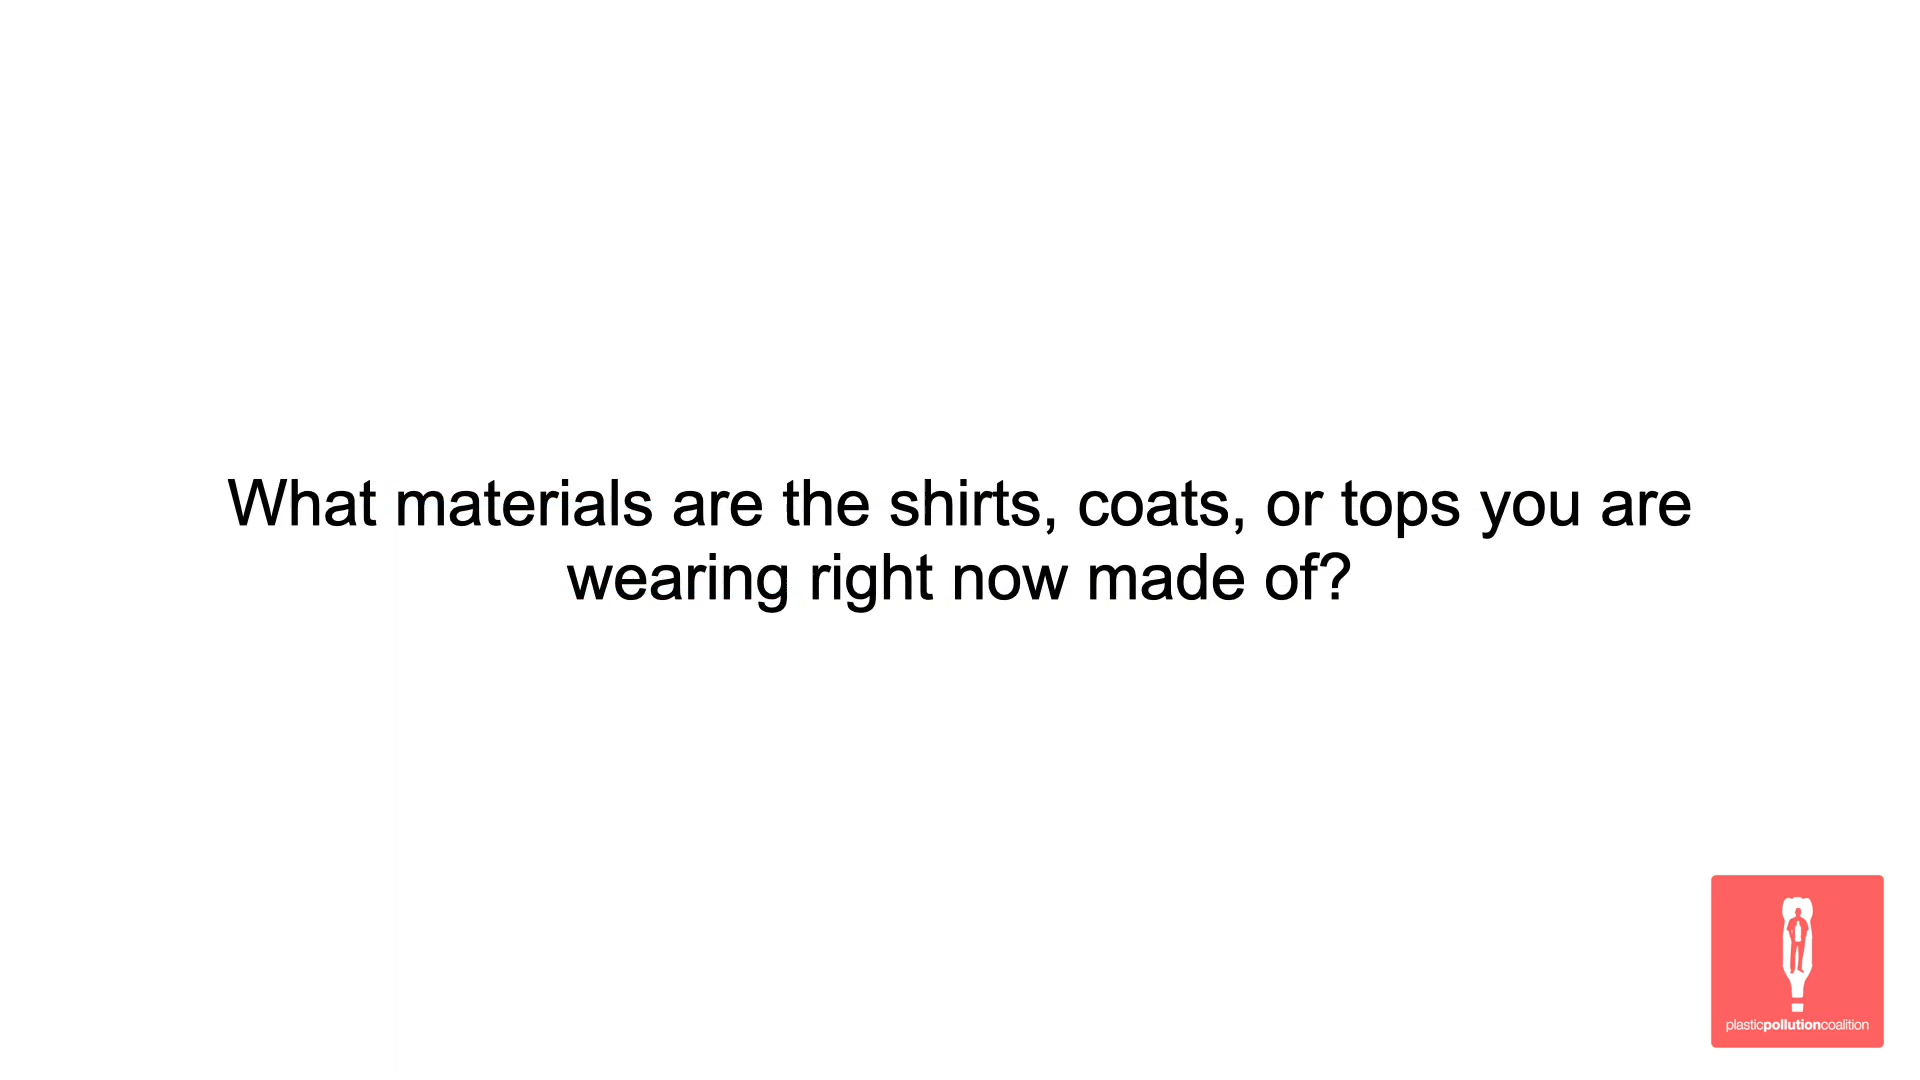 What materials are the shirts, coats, or tops you are
wearing right now made of?
plasticpollutioncoalition